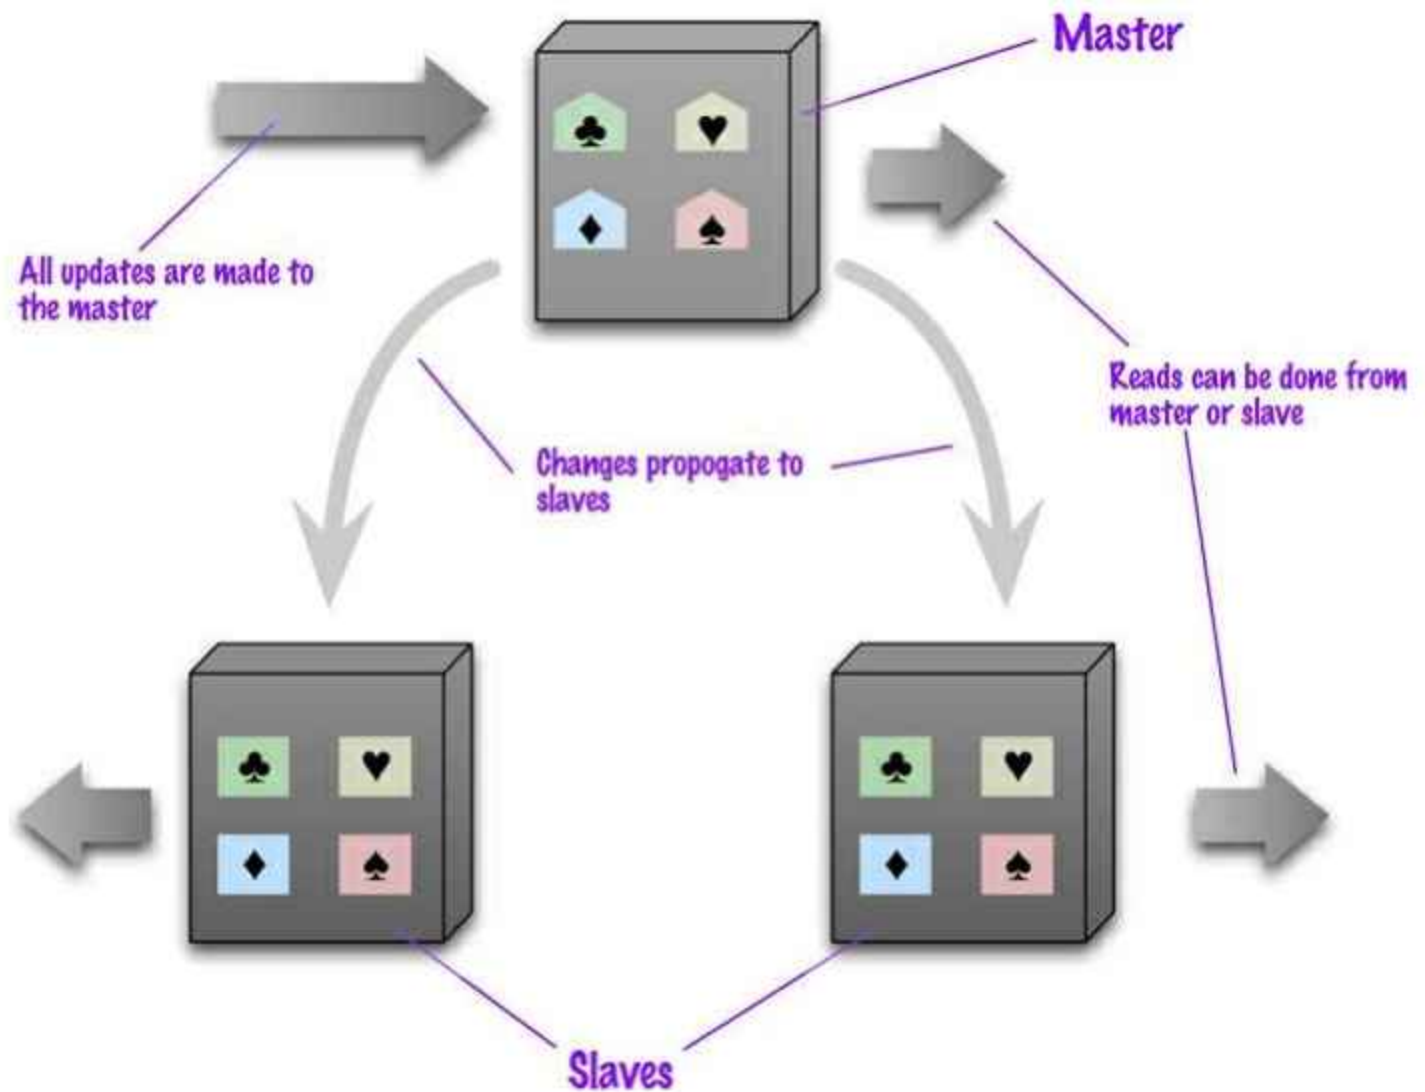 Master
All updates are made to
the master
Reads can be done from
master or slave
Changes propogate to
slaves
Slaves